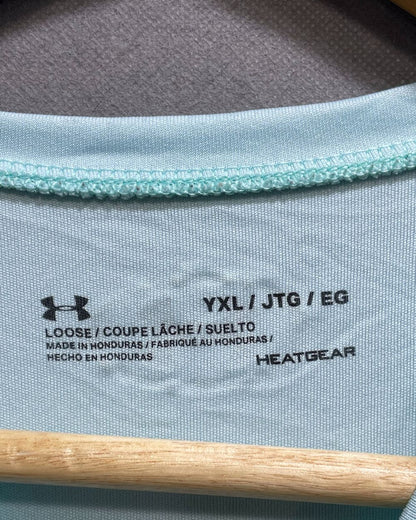 YXL / JTG / EG
LOOSE / COUPE LÂCHE / SUELTO
MADE IN HONDURAS / FABRIQUÉ AU HONDURAS /
HECHO EN HONDURAS
HEATGEAR